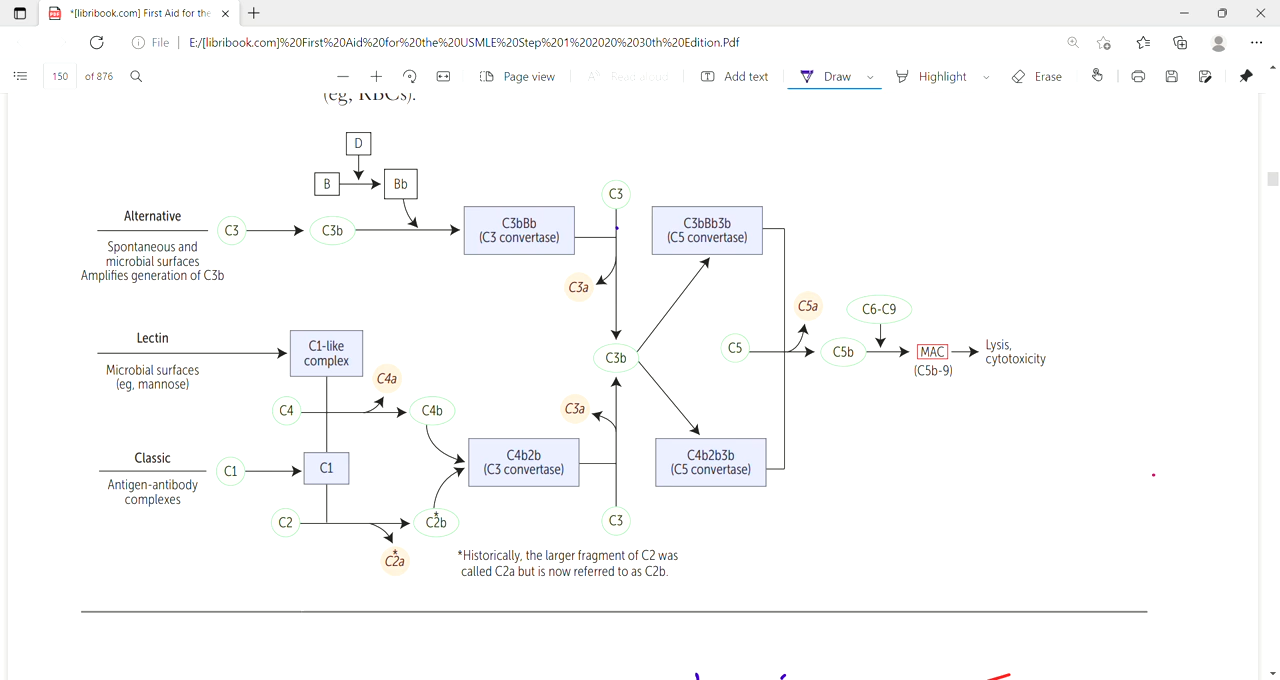 *[libribook.com] First Aid for the
File
E:/[libribook.com]%20First%20Aid%20for%20the%20USMLE%20Step%201%202020%2030th%20Edition.Pdf
150 of 876
Page view
Read aloud
Add text
Draw
Highlight
Erase
(eg, RBCs).
D
B
Bb
C3
Alternative
C3
C3b
C3bBb
(C3 convertase)
C3bBb3b
(C5 convertase)
Spontaneous and
microbial surfaces
Amplifies generation of C3b
C3a
C5a
C6-C9
Lectin
C1-like
complex
Microbial surfaces
(eg, mannose)
C3b
C5
C5b
MAC
(C5b-9)
Lysis,
cytotoxicity
C4a
C4
C4b
C3a
Classic
C1
C1
C4b2b
(C3 convertase)
C4b2b3b
(C5 convertase)
Antigen-antibody
complexes
C2
C2b
*
C3
C2a
*
*Historically, the larger fragment of C2 was
called C2a but is now referred to as C2b.